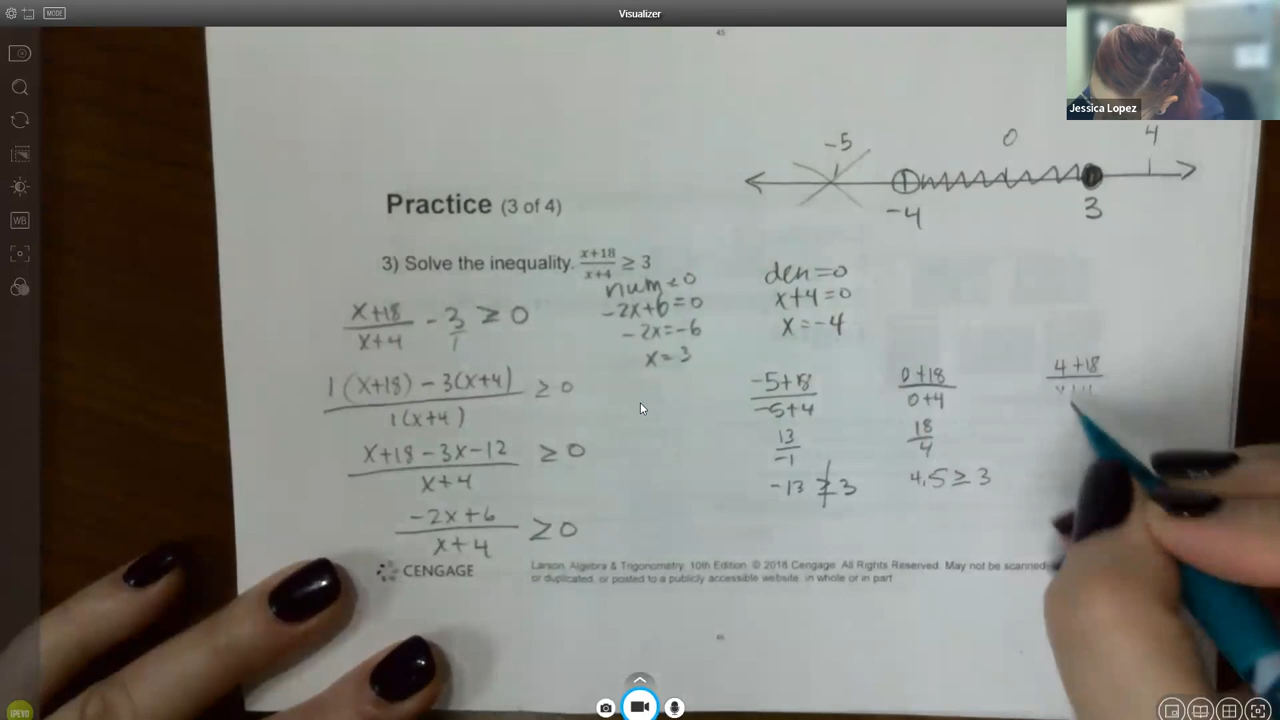 MODE
Visualizer
Jessica Lopez
45
-5
0
4
-4
3
Practice (3 of 4)
3) Solve the inequality. x+18/x+4 ≥ 3
x+18/x+4 - 3/1 ≥ 0
1(x+18) - 3(x+4)/1(x+4) ≥ 0
x+18-3x-12/x+4 ≥ 0
-2x+6/x+4 ≥ 0
num=0
-2x+6=0
-2x=-6
x=3
den=0
x+4=0
x=-4
-5+18/-5+4
13/-1
-13 ≱ 3
0+18/0+4
18/4
4.5 ≥ 3
4+18
CENGAGE
Larson, Algebra & Trigonometry, 10th Edition. © 2018 Cengage. All Rights Reserved. May not be scanned
or duplicated, or posted to a publicly accessible website, in whole or in part.
WB
IPEVO